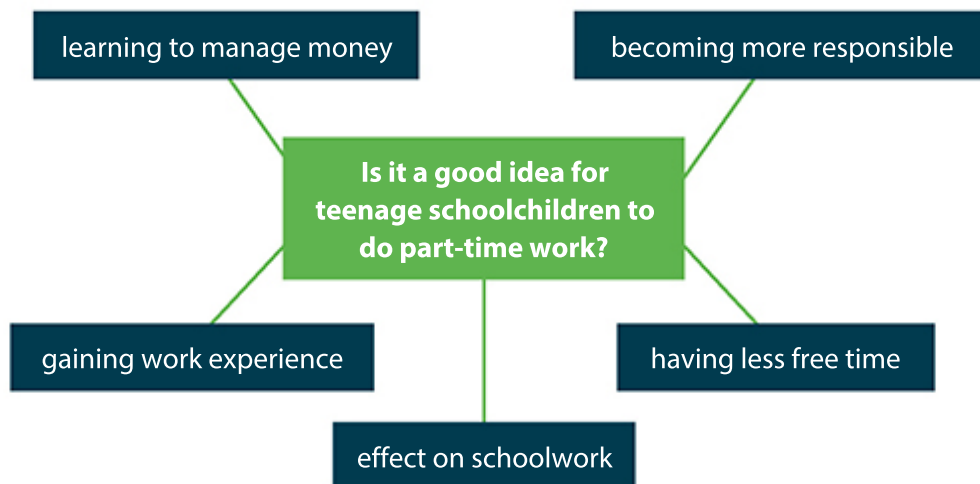 learning to manage money
becoming more responsible
Is it a good idea for
teenage schoolchildren to
do part-time work?
gaining work experience
having less free time
effect on schoolwork